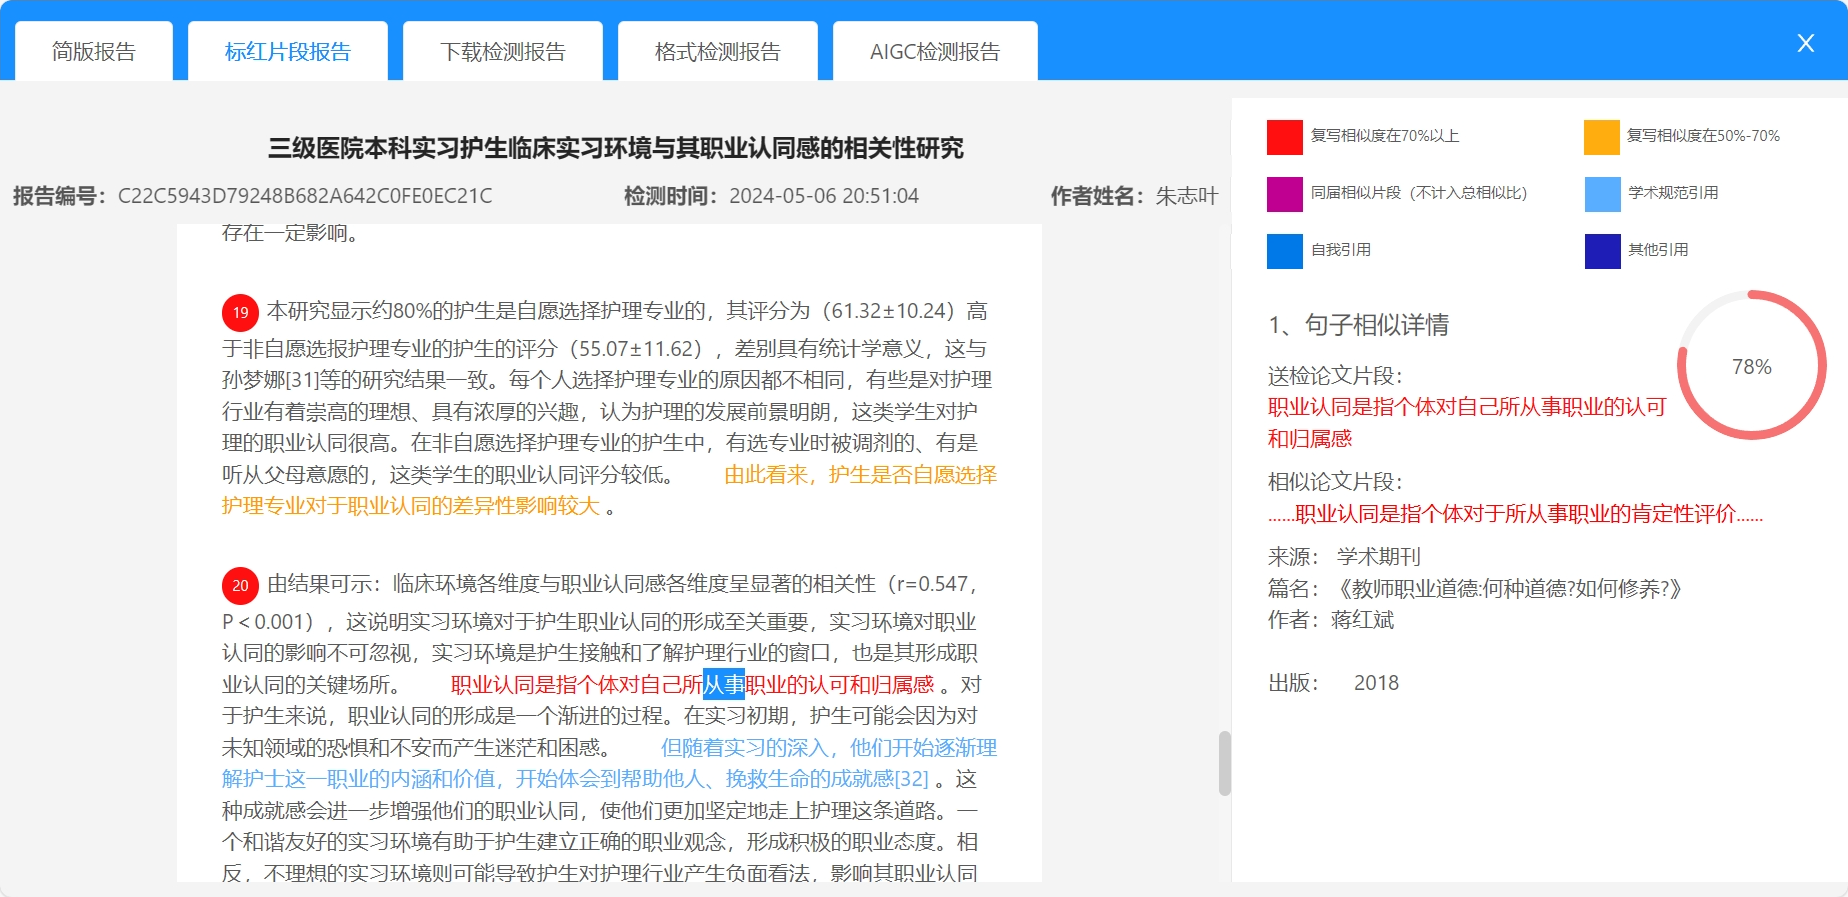 简版报告
标红片段报告
下载检测报告
格式检测报告
AIGC检测报告
X
三级医院本科实习护生临床实习环境与其职业认同感的相关性研究
报告编号：C22C5943D79248B682A642C0FE0EC21C 检测时间：2024-05-06 20:51:04 作者姓名：朱志叶
存在一定影响。
19 本研究显示约80%的护生是自愿选择护理专业的，其评分为（61.32±10.24）高
于非自愿选报护理专业的护生的评分（55.07±11.62），差别具有统计学意义，这与
孙梦娜[31]等的研究结果一致。每个人选择护理专业的原因都不相同，有些是对护理
行业有着崇高的理想、具有浓厚的兴趣，认为护理的发展前景明朗，这类学生对护
理的职业认同很高。在非自愿选择护理专业的护生中，有选专业时被调剂的、有是
听从父母意愿的，这类学生的职业认同评分较低。 由此看来，护生是否自愿选择
护理专业对于职业认同的差异性影响较大 。
20 由结果可示：临床环境各维度与职业认同感各维度呈显著的相关性（r=0.547，
P＜0.001），这说明实习环境对于护生职业认同的形成至关重要，实习环境对职业
认同的影响不可忽视，实习环境是护生接触和了解护理行业的窗口，也是其形成职
业认同的关键场所。 职业认同是指个体对自己所从事职业的认可和归属感 。对
于护生来说，职业认同的形成是一个渐进的过程。在实习初期，护生可能会因为对
未知领域的恐惧和不安而产生迷茫和困惑。 但随着实习的深入，他们开始逐渐理
解护士这一职业的内涵和价值，开始体会到帮助他人、挽救生命的成就感[32] 。这
种成就感会进一步增强他们的职业认同，使他们更加坚定地走上护理这条道路。一
个和谐友好的实习环境有助于护生建立正确的职业观念，形成积极的职业态度。相
反，不理想的实习环境则可能导致护生对护理行业产生负面看法，影响其职业认同
复写相似度在70%以上
复写相似度在50%-70%
同届相似片段（不计入总相似比）
学术规范引用
自我引用
其他引用
1、句子相似详情
78%
送检论文片段：
职业认同是指个体对自己所从事职业的认可
和归属感
相似论文片段：
......职业认同是指个体对于所从事职业的肯定性评价......
来源： 学术期刊
篇名：《教师职业道德:何种道德?如何修养?》
作者：蒋红斌
出版： 2018